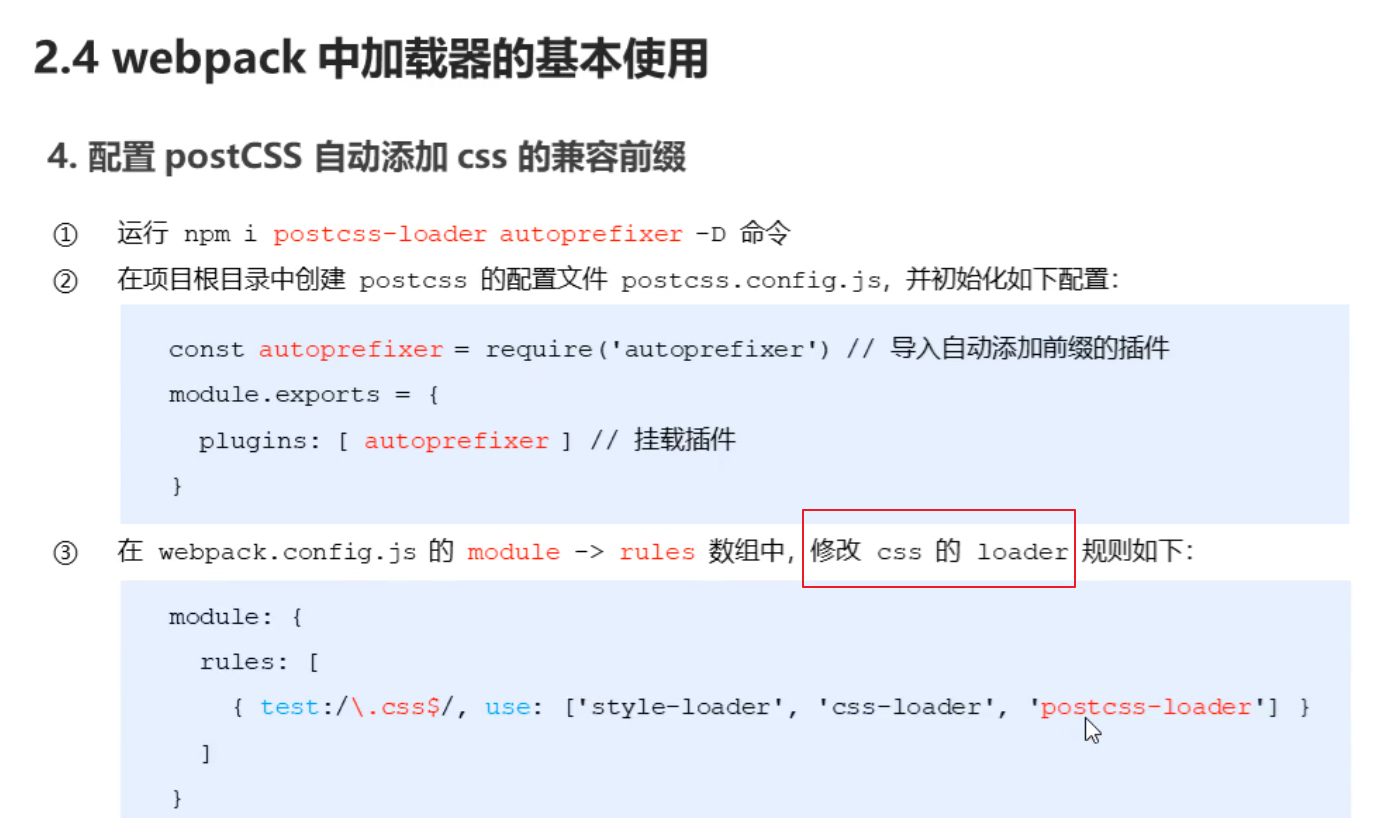 2.4 webpack 中加载器的基本使用
4. 配置 postCSS 自动添加 css 的兼容前缀
① 运行 npm i postcss-loader autoprefixer -D 命令
② 在项目根目录中创建 postcss 的配置文件 postcss.config.js，并初始化如下配置：
const autoprefixer = require('autoprefixer') // 导入自动添加前缀的插件
module.exports = {
plugins: [ autoprefixer ] // 挂载插件
}
③ 在 webpack.config.js 的 module -> rules 数组中，修改 css 的 loader 规则如下：
module: {
rules: [
{ test:/\.css$/, use: ['style-loader', 'css-loader', 'postcss-loader'] }
]
}